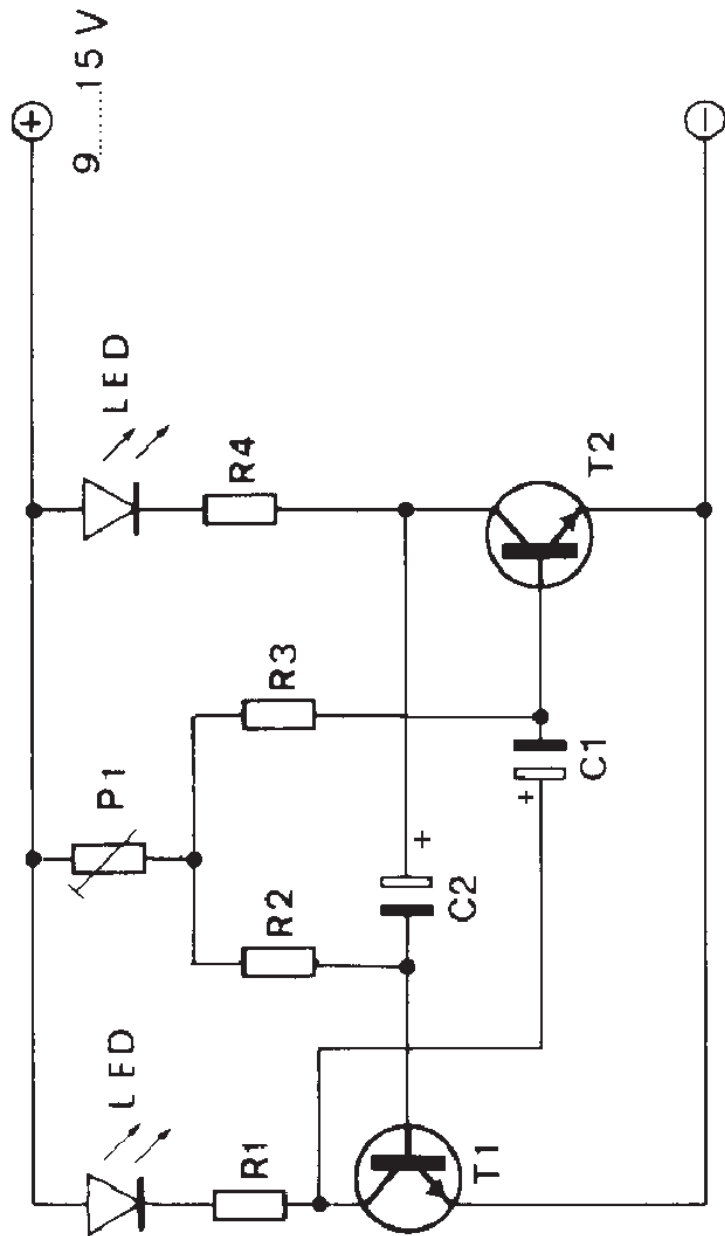 +
9......15 V
LED
P1
LED
R1
R4
R2
R3
+
C2
T1
+
C1
T2
−